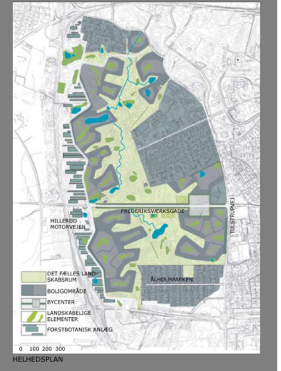 FREDERIKSVÆRKSGADE
TULSTRUPVEJ
HILLERØD
MOTORVEJEN
ÅLHOLMPARKEN
DET FÆLLES LAND-
SKABSRUM
BOLIGOMRÅDE
BYCENTER
LANDSKABELIGE
ELEMENTER
FORSTBOTANISK ANLÆG
0 100 200 300
HELHEDSPLAN